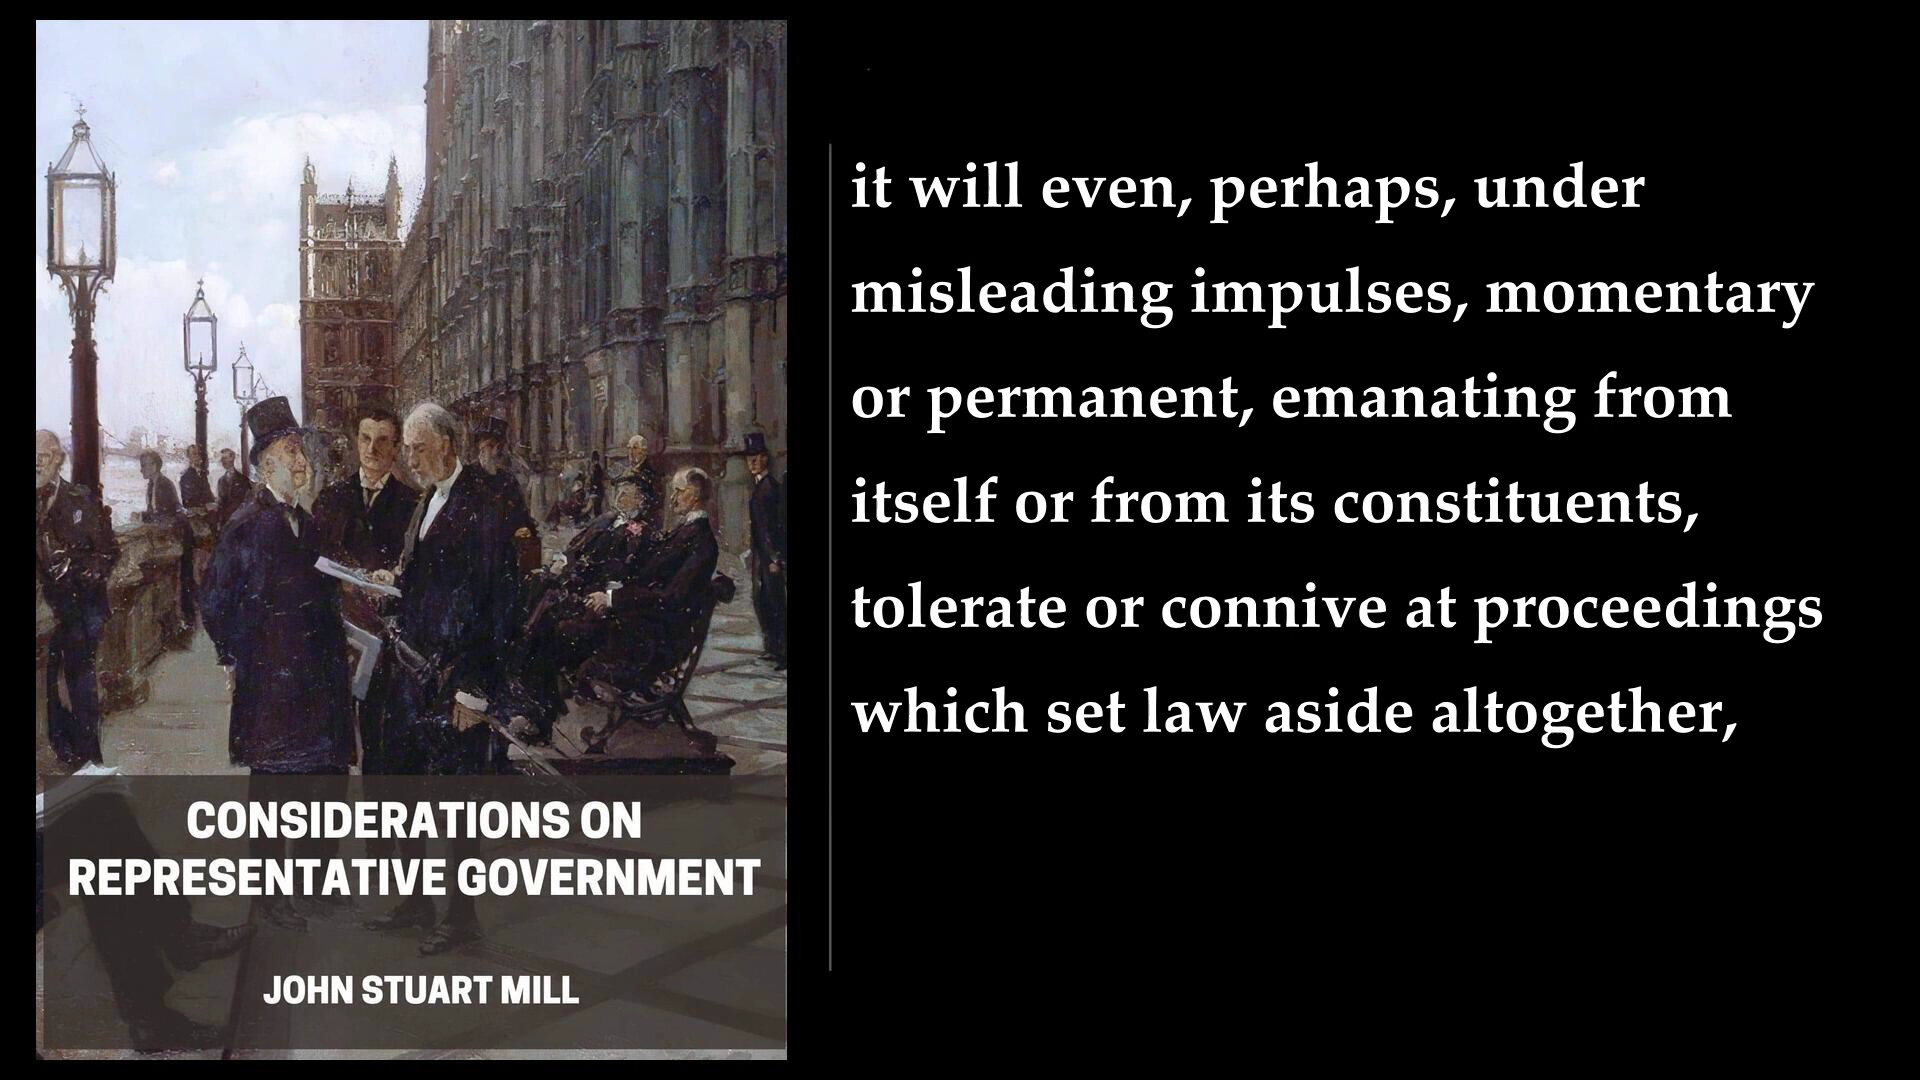 it will even, perhaps, under
misleading impulses, momentary
or permanent, emanating from
itself or from its constituents,
tolerate or connive at proceedings
which set law aside altogether,
CONSIDERATIONS ON
REPRESENTATIVE GOVERNMENT
JOHN STUART MILL